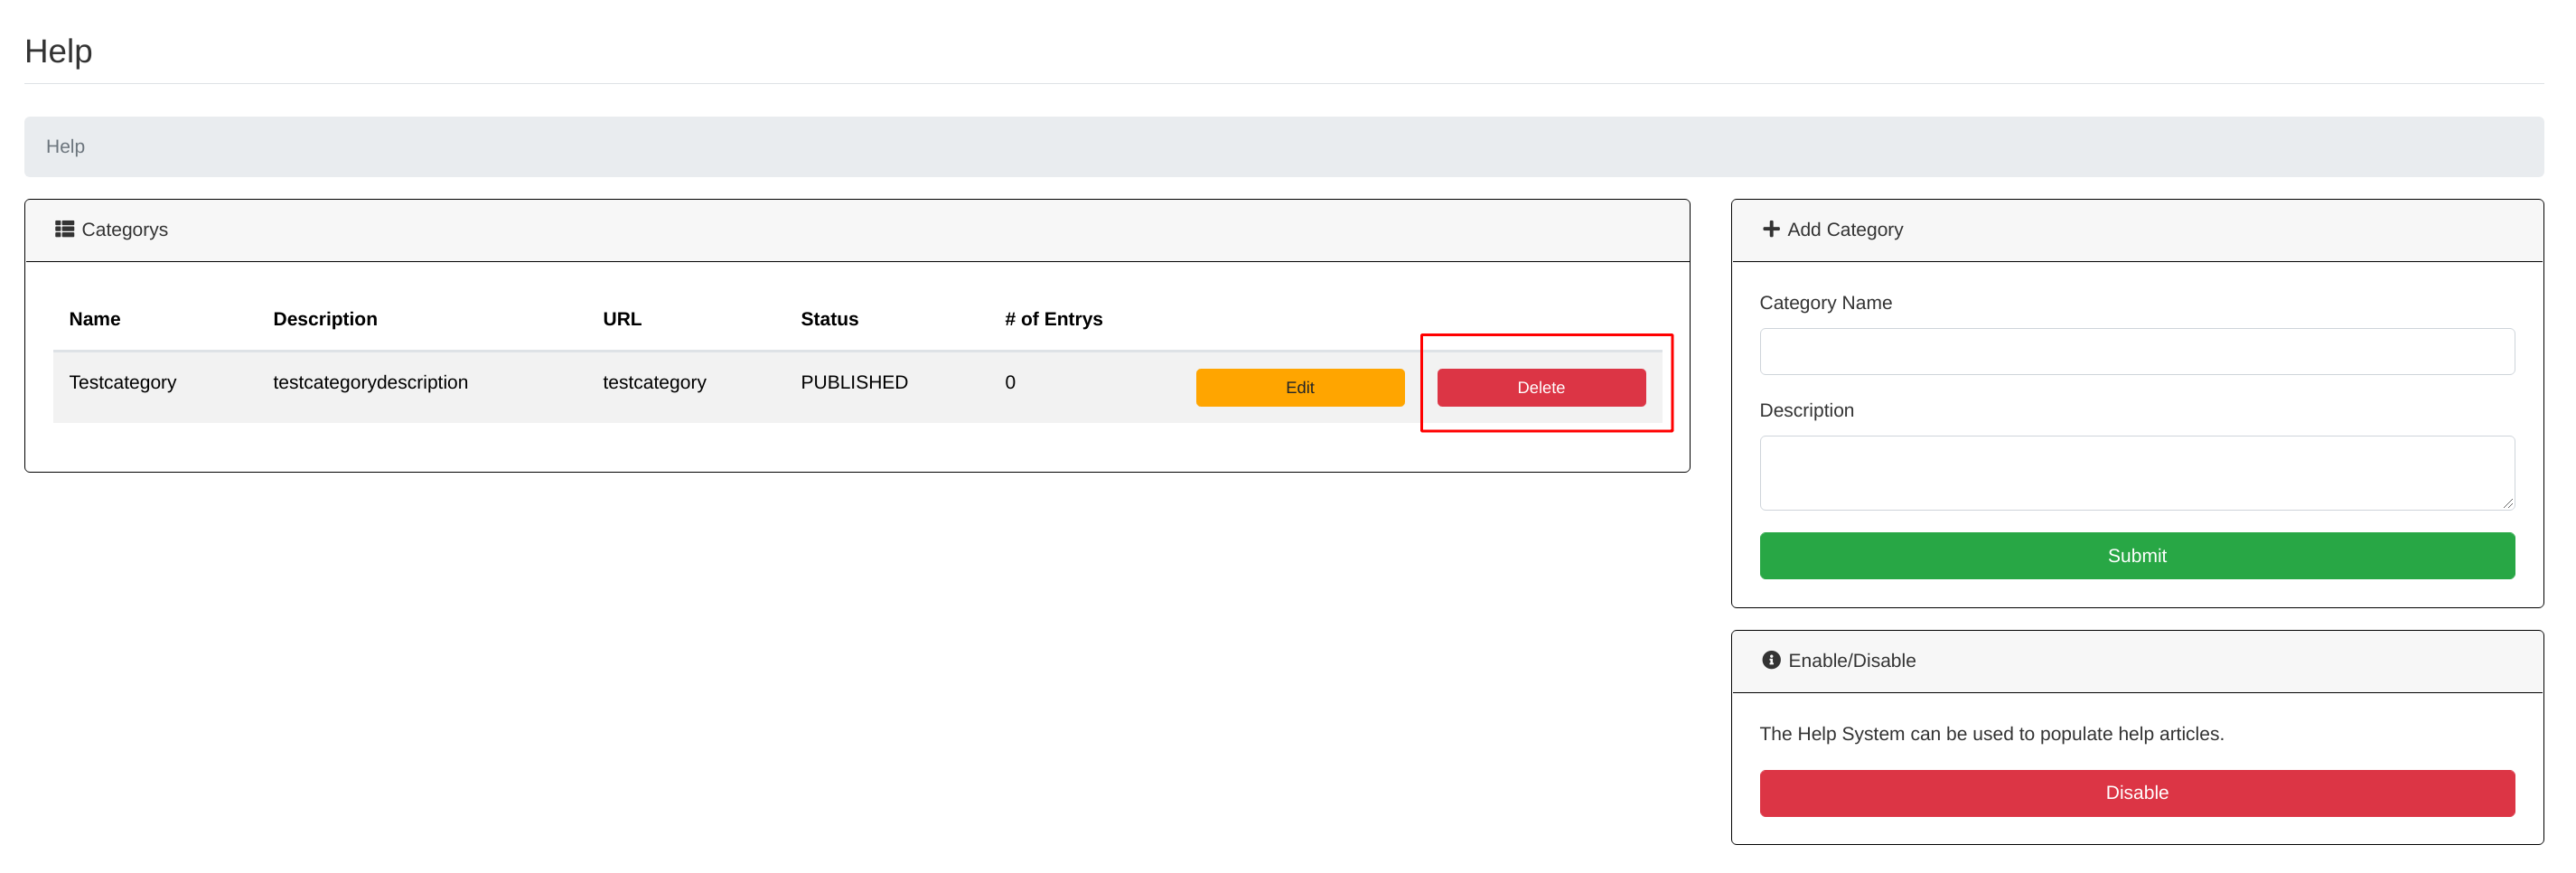 Help
Help
Categorys
Name Description URL Status # of Entrys
Testcategory testcategorydescription testcategory PUBLISHED 0 Edit Delete
Add Category
Category Name
Description
Submit
Enable/Disable
The Help System can be used to populate help articles.
Disable